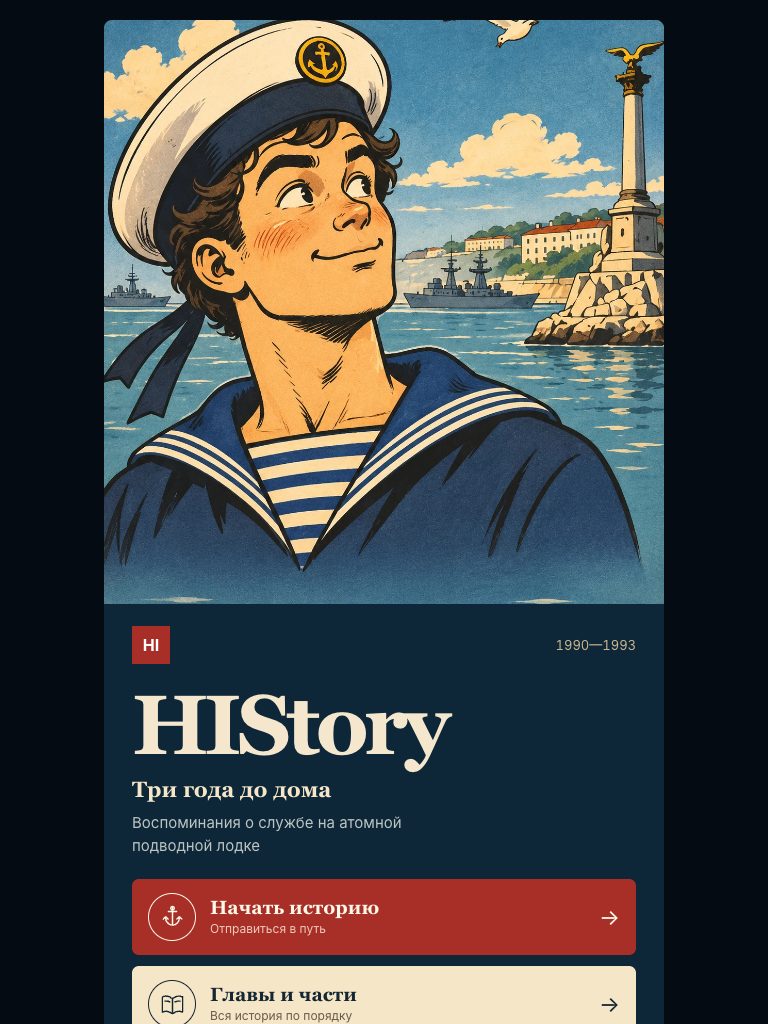 HI
1990—1993
HIStory
Три года до дома
Воспоминания о службе на атомной
подводной лодке
Начать историю
Отправиться в путь
Главы и части
Вся история по порядку